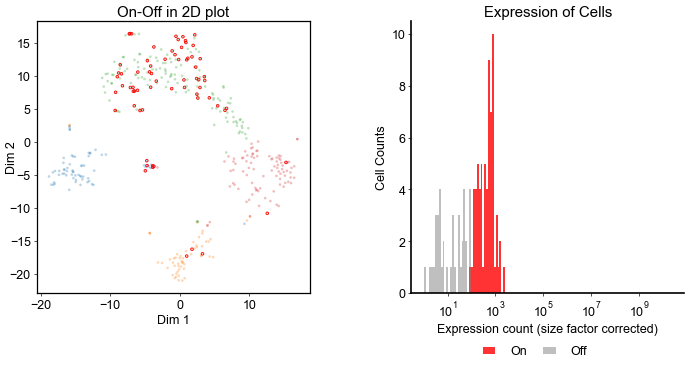 On-Off in 2D plot
15
10
5
0
−5
−10
−15
−20
Dim 2
−20 −10 0 10
Dim 1
Expression of Cells
10
8
6
4
2
0
Cell Counts
10^1 10^3 10^5 10^7 10^9
Expression count (size factor corrected)
On Off